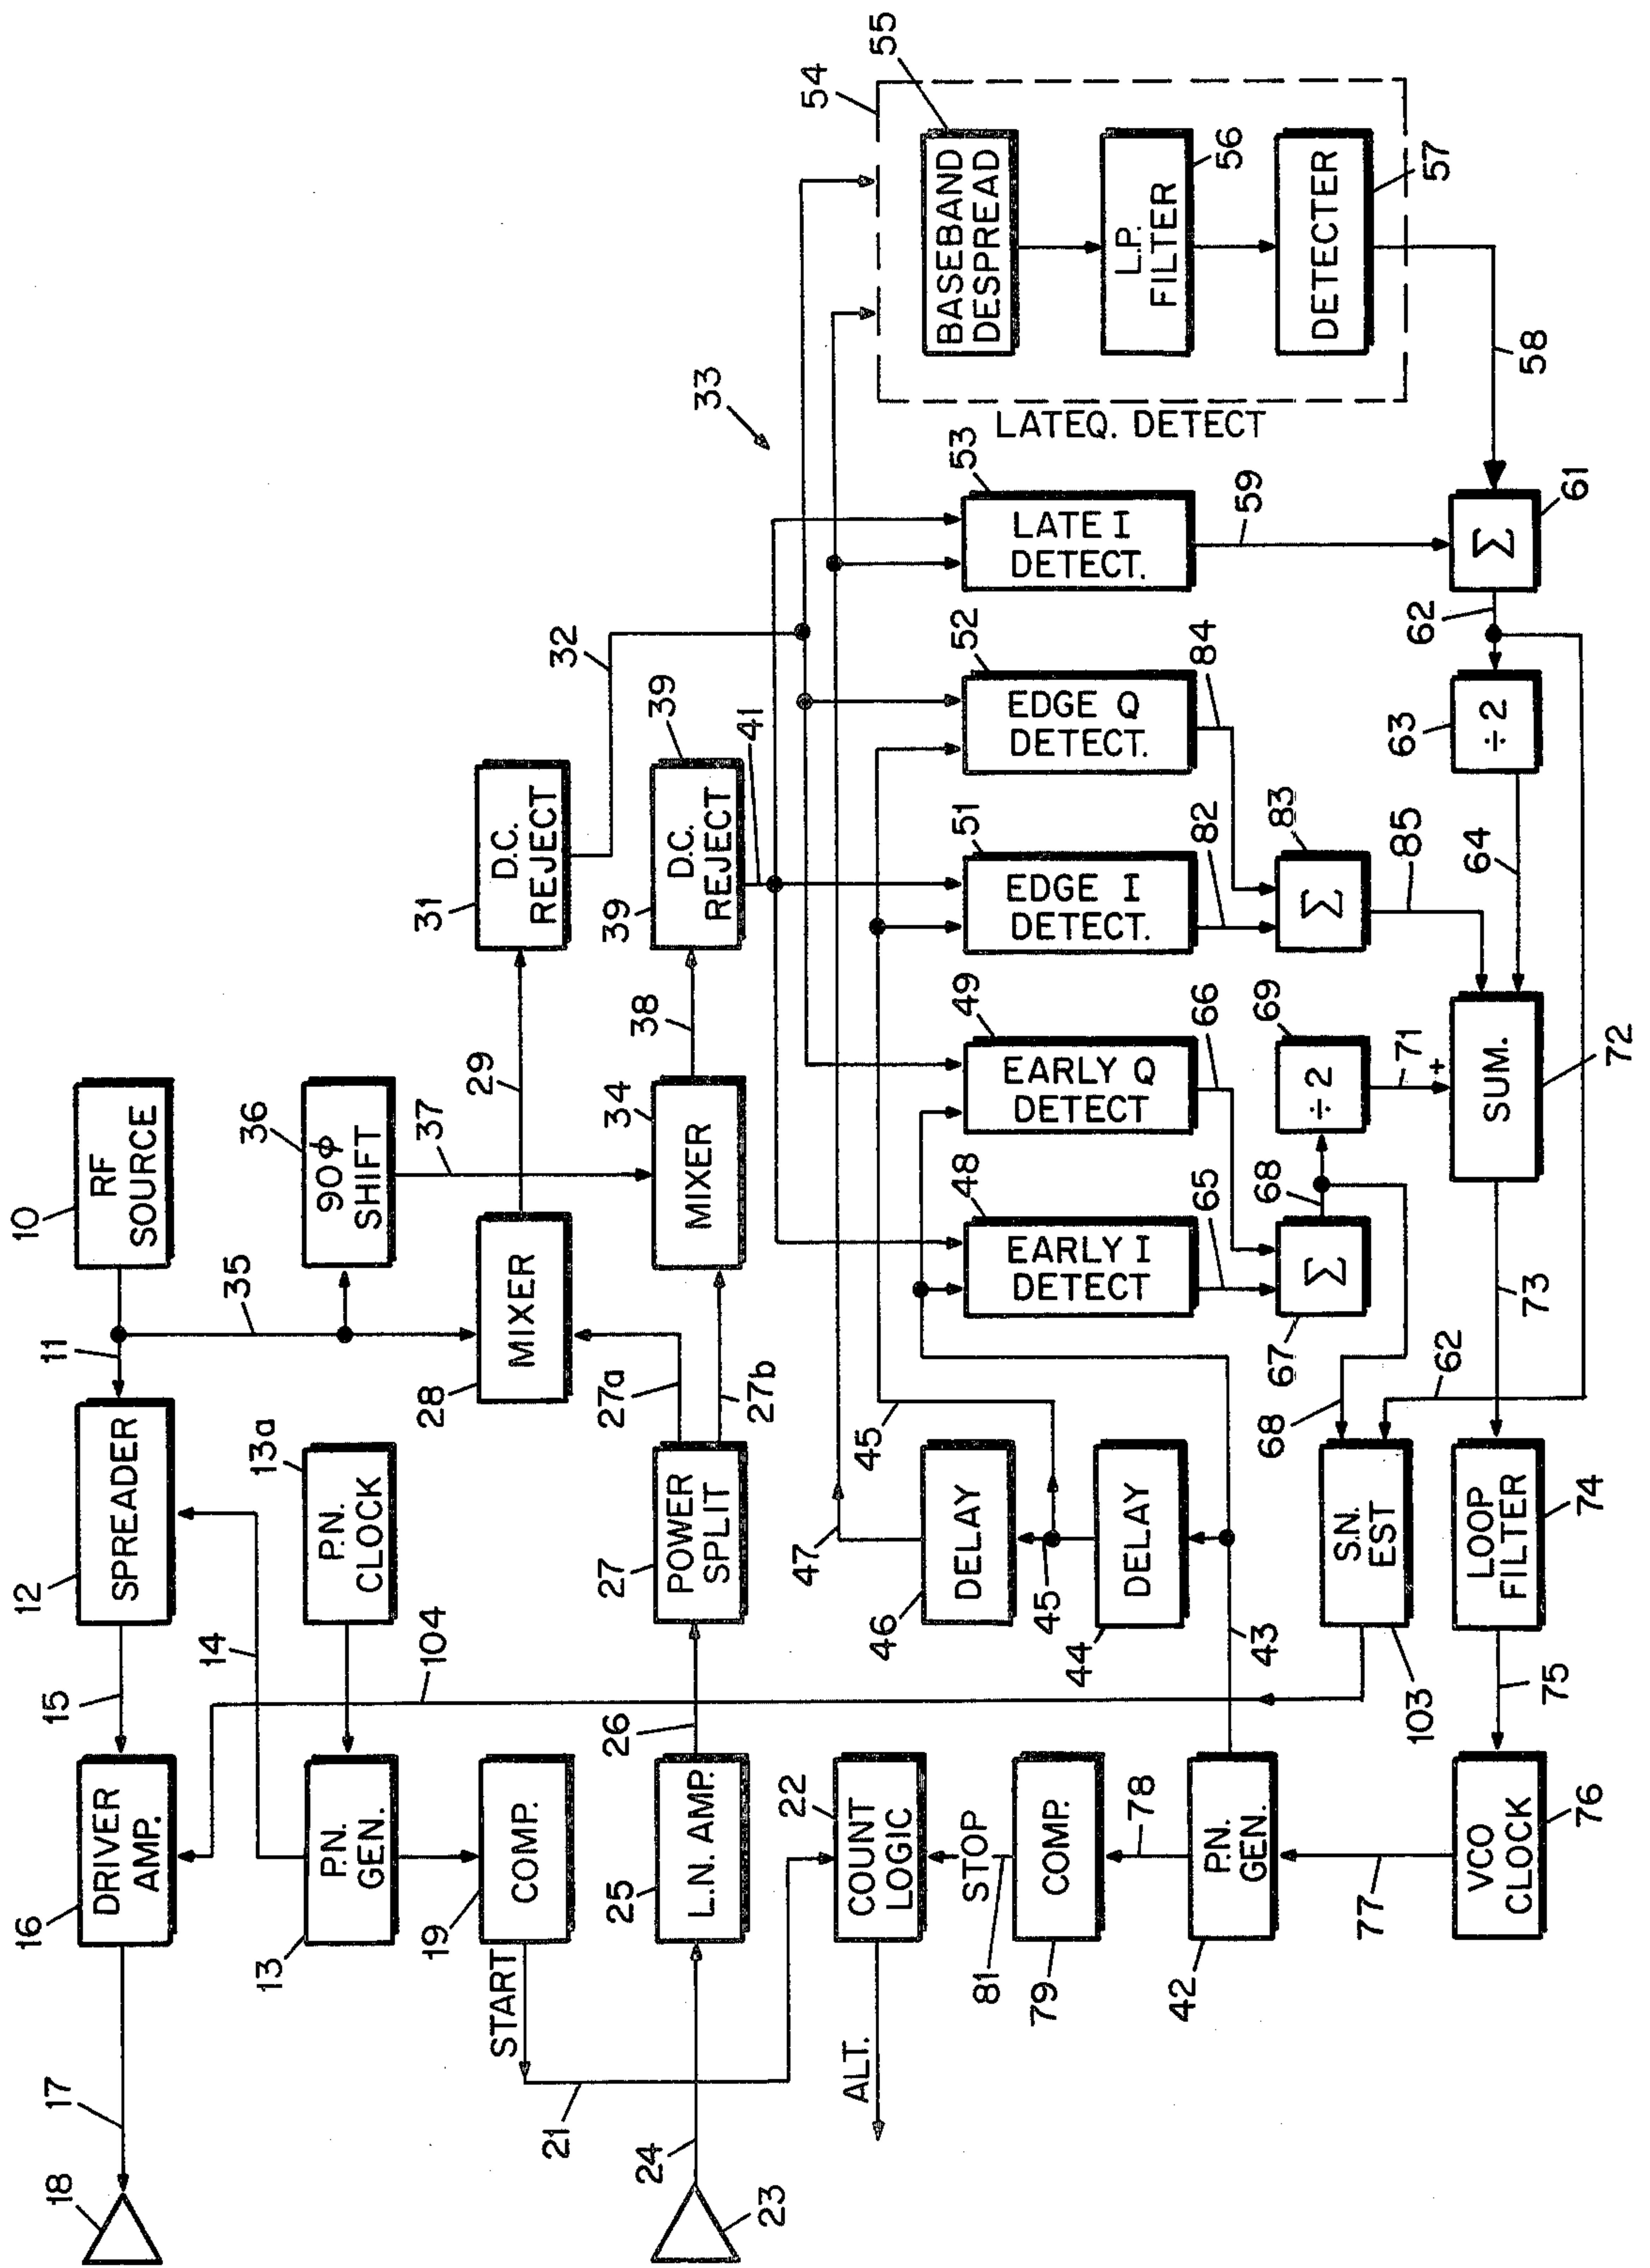 18
17
16
DRIVER
AMP.
15
12
SPREADER
11
10
RF
SOURCE
14
35
13
P.N.
GEN.
13a
P.N.
CLOCK
36
90 ϕ
SHIFT
104
37
START
19
COMP.
28
MIXER
29
31
D.C.
REJECT
32
21
27a
27b
23
24
25
L.N. AMP.
26
27
POWER
SPLIT
34
MIXER
38
39
D.C.
REJECT
39
41
33
ALT.
22
COUNT
LOGIC
47
45
STOP
81
46
DELAY
45
79
COMP.
78
44
DELAY
43
42
P.N.
GEN.
77
48
EARLY I
DETECT
49
EARLY Q
DETECT
51
EDGE I
DETECT.
52
EDGE Q
DETECT.
53
LATE I
DETECT.
LATEQ. DETECT
54
55
BASEBAND
DESPREAD
L.P.
FILTER
56
DETECTER
57
65
66
82
84
59
58
67
Σ
68
69
÷2
71
+
83
Σ
85
64
63
÷2
62
Σ
61
68
62
S.N.
EST
103
SUM.
72
73
LOOP
FILTER
74
75
VCO
CLOCK
76